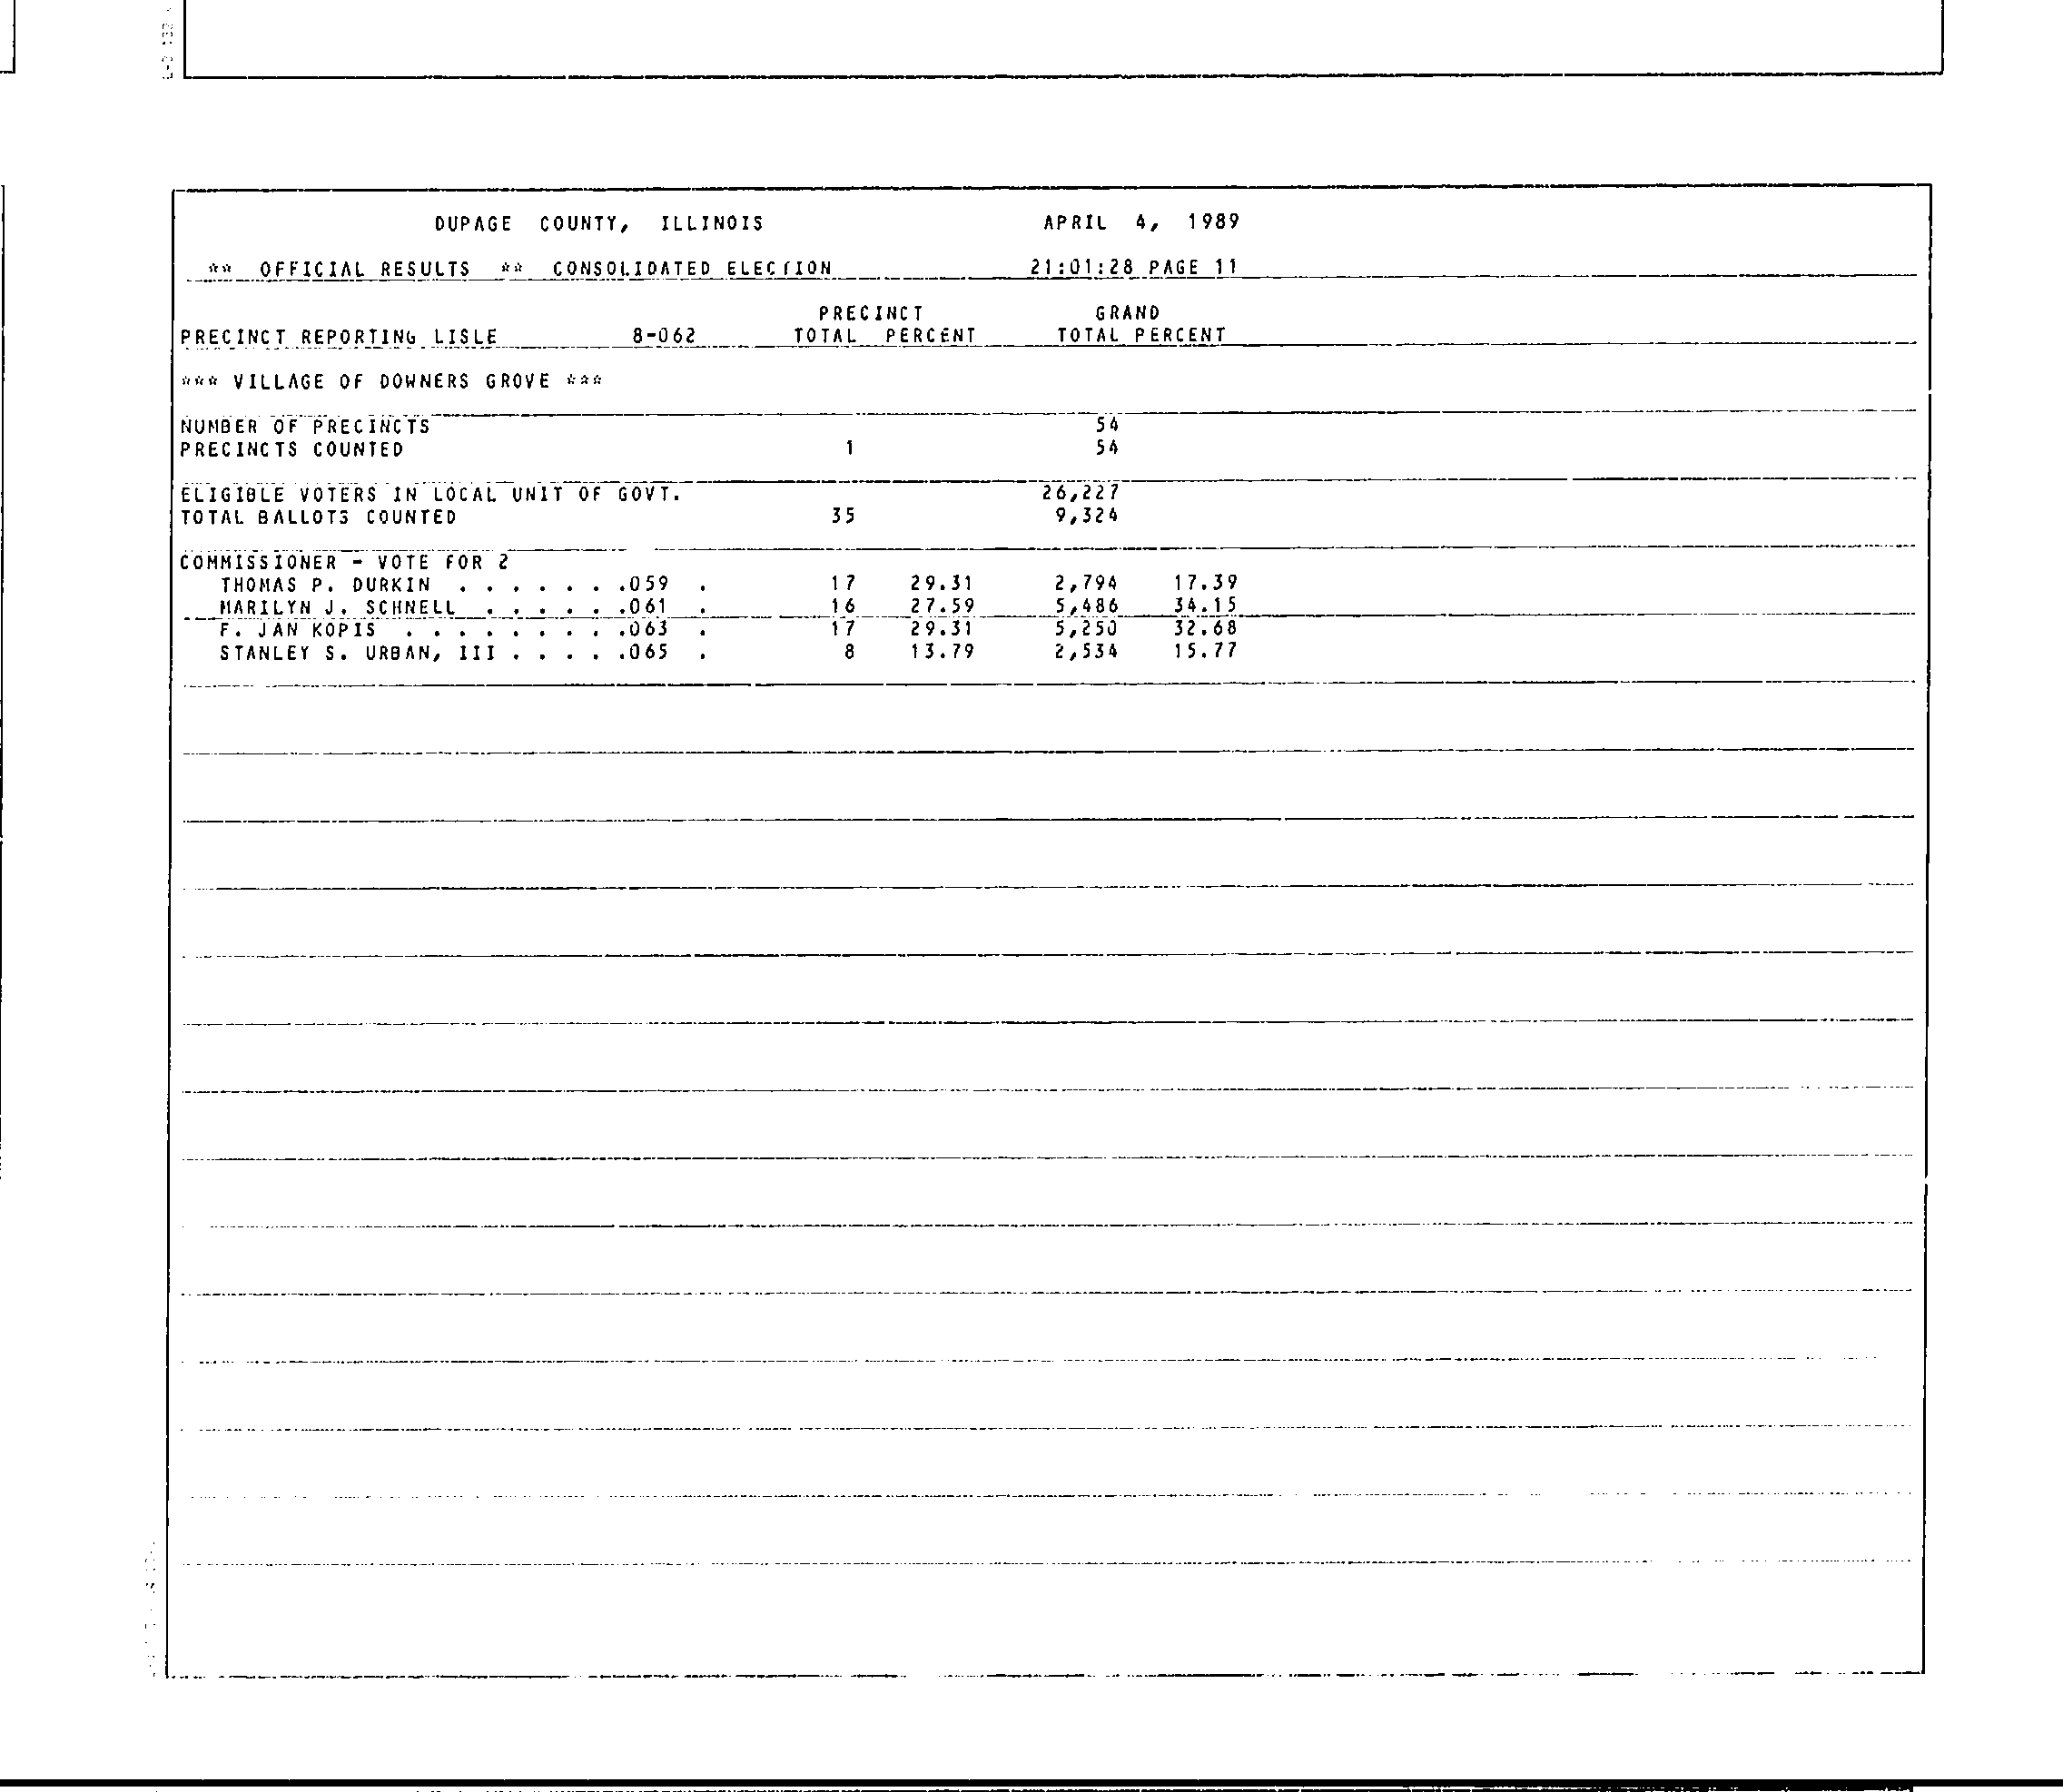 DUPAGE COUNTY, ILLINOIS APRIL 4, 1989
** OFFICIAL RESULTS ** CONSOLIDATED ELECTION 21:01:28 PAGE 11
PRECINCT GRAND
PRECINCT REPORTING LISLE 8-062 TOTAL PERCENT TOTAL PERCENT
*** VILLAGE OF DOWNERS GROVE ***
NUMBER OF PRECINCTS 54
PRECINCTS COUNTED 1 54
ELIGIBLE VOTERS IN LOCAL UNIT OF GOVT. 26,227
TOTAL BALLOTS COUNTED 35 9,324
COMMISSIONER - VOTE FOR 2
THOMAS P. DURKIN . . . . . . .059 . 17 29.31 2,794 17.39
MARILYN J. SCHNELL . . . . . .061 . 16 27.59 5,486 34.15
F. JAN KOPIS . . . . . . . . .063 . 17 29.31 5,250 32.68
STANLEY S. URBAN, III . . . . .065 . 8 13.79 2,534 15.77